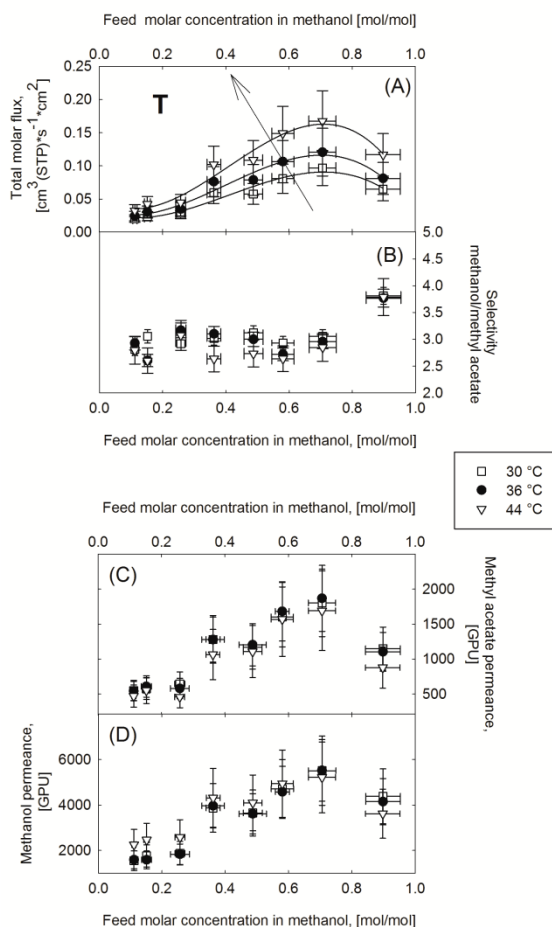 Feed molar concentration in methanol [mol/mol]
0.0 0.2 0.4 0.6 0.8 1.0
Total molar flux,
[cm3(STP)*s-1*cm2]
0.25
0.20
0.15
0.10
0.05
0.00
T
(A)
(B)
5.0
4.5
4.0
3.5
3.0
2.5
2.0
Selectivity
methanol/methyl acetate
0.0 0.2 0.4 0.6 0.8 1.0
Feed molar concentration in methanol, [mol/mol]
30 °C
36 °C
44 °C
Feed molar concentration in methanol, [mol/mol]
0.0 0.2 0.4 0.6 0.8 1.0
(C)
2000
1500
1000
500
Methyl acetate permeance,
[GPU]
(D)
Methanol permeance,
[GPU]
6000
4000
2000
0.0 0.2 0.4 0.6 0.8 1.0
Feed molar concentration in methanol, [mol/mol]